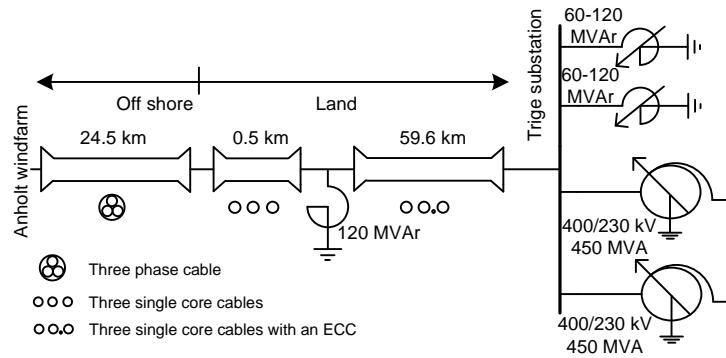 60-120
MVAr
60-120
MVAr
Trige substation
Off shore
Land
Anholt windfarm
24.5 km
0.5 km
59.6 km
120 MVAr
400/230 kV
450 MVA
400/230 kV
450 MVA
Three phase cable
Three single core cables
Three single core cables with an ECC